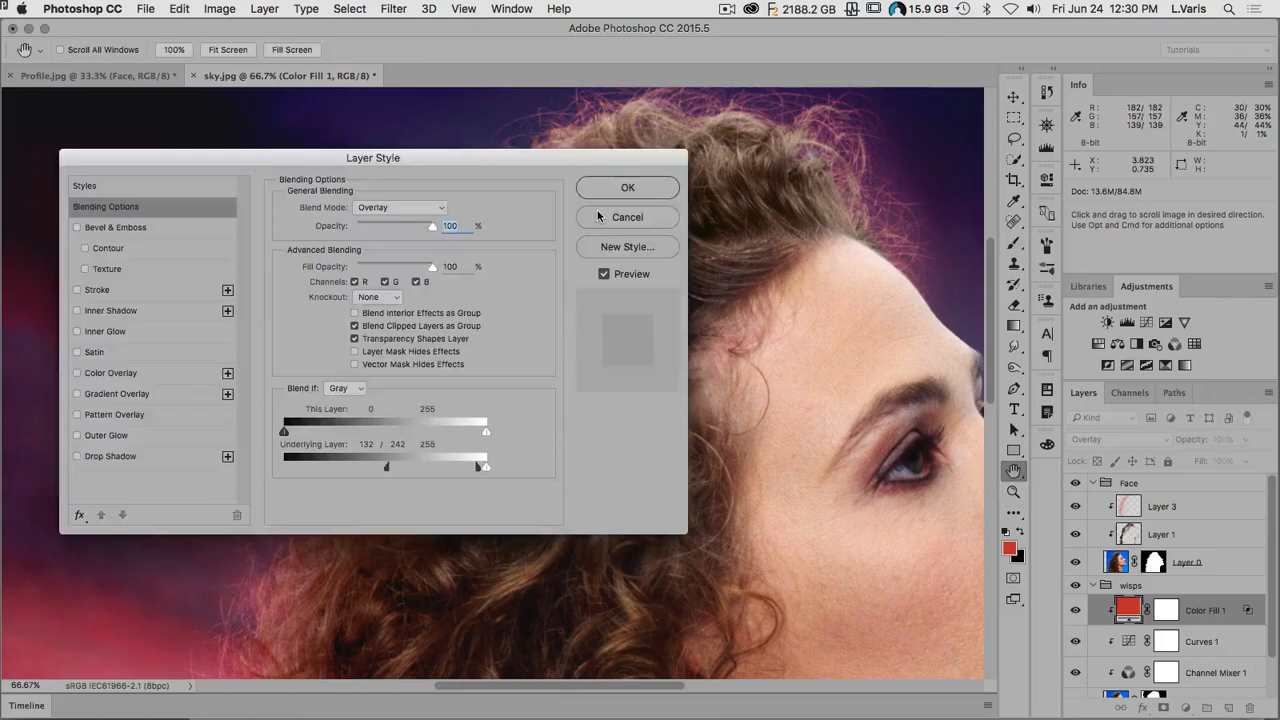 Photoshop CC File Edit Image Layer Type Select Filter 3D View Window Help 2188.2 G 15.9 GB Fri Jun 24 12:30 PM L.Varis
Adobe Photoshop CC 2015.5
Scroll All Windows 100% Fit Screen Fill Screen Tutorials
× Profile.jpg @ 33.3% (Face, RGB/8) * × sky.jpg @ 66.7% (Color Fill 1, RGB/8) *
Info
R: 182/ 182 C: 30/ 30%
G: 157/ 157 M: 36/ 36%
B: 139/ 139 Y: 44/ 44%
K: 1/ 1%
8-bit 8-bit
X: 3.823 W:
Y: 0.735 H:
Doc: 13.6M/84.8M
Click and drag to scroll image in desired direction.
Use Opt and Cmd for additional options
Libraries Adjustments
Add an adjustment
Layers Channels Paths
Kind
Overlay Opacity: 100%
Lock: Fill: 100%
Face
Layer 3
Layer 1
Layer 0
wisps
Color Fill 1
Curves 1
Channel Mixer 1
Layer Style
Styles
Blending Options
Bevel & Emboss
Contour
Texture
Stroke
Inner Shadow
Inner Glow
Satin
Color Overlay
Gradient Overlay
Pattern Overlay
Outer Glow
Drop Shadow
fx
Blending Options
General Blending
Blend Mode: Overlay
Opacity: 100 %
Advanced Blending
Fill Opacity: 100 %
Channels: R G B
Knockout: None
Blend Interior Effects as Group
Blend Clipped Layers as Group
Transparency Shapes Layer
Layer Mask Hides Effects
Vector Mask Hides Effects
Blend If: Gray
This Layer: 0 255
Underlying Layer: 132 / 242 255
OK
Cancel
New Style...
Preview
66.67% sRGB IEC61966-2.1 (8bpc)
Timeline